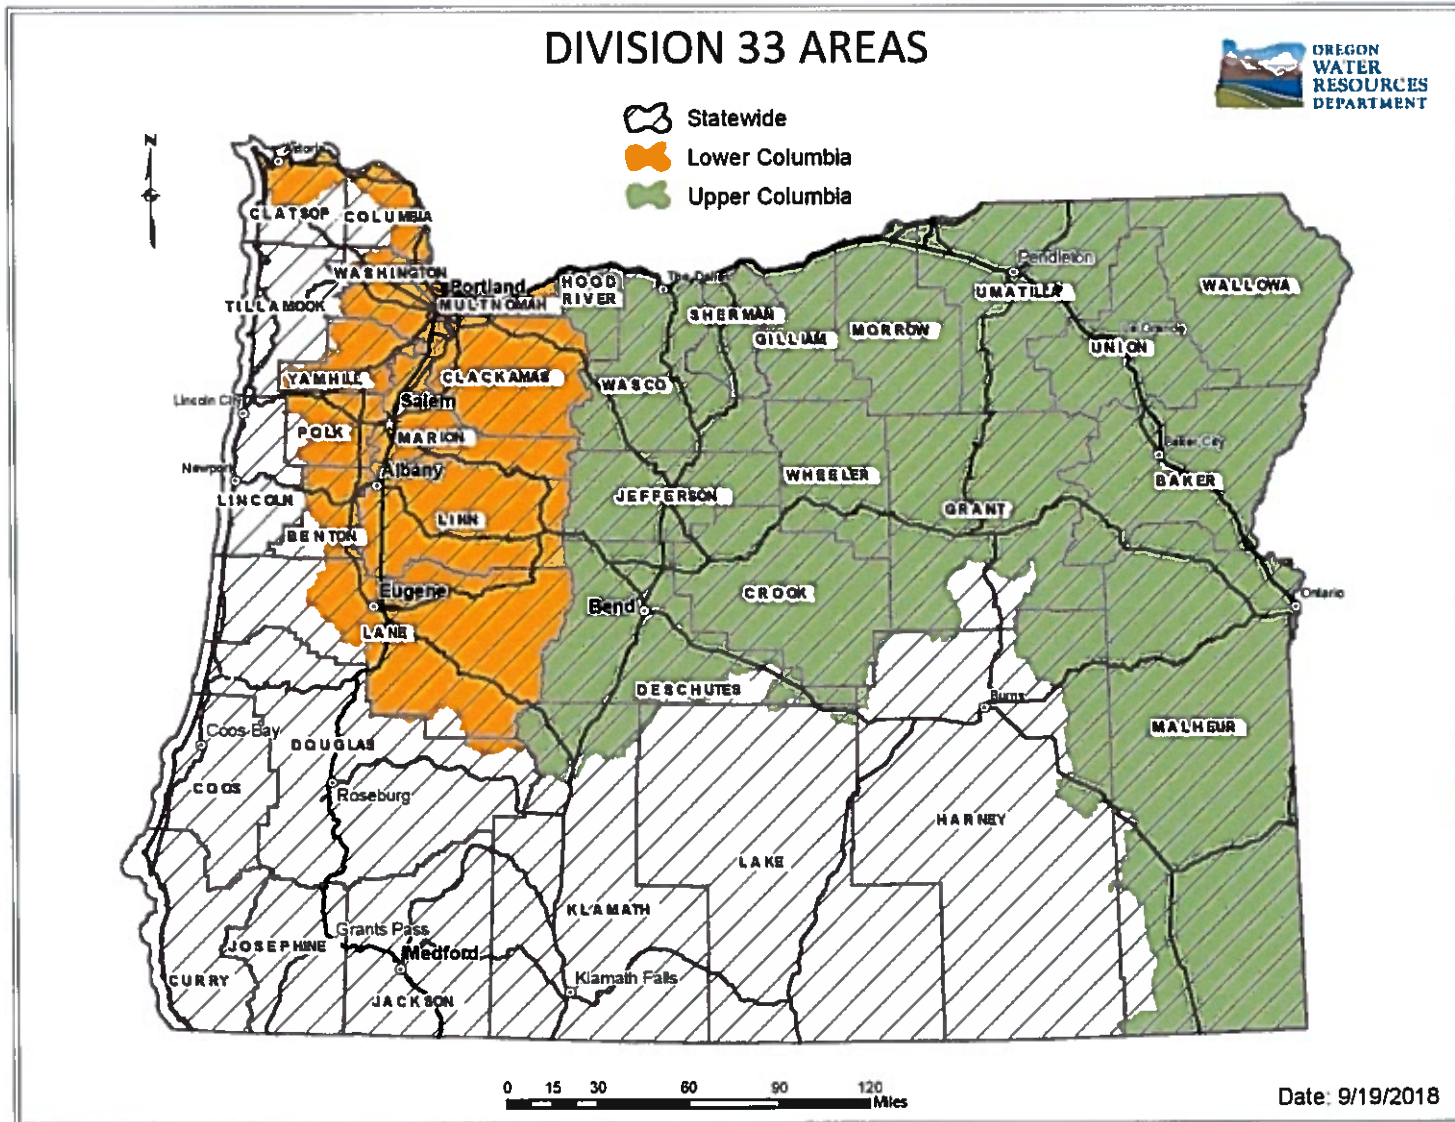 DIVISION 33 AREAS
OREGON
WATER
RESOURCES
DEPARTMENT
Statewide
Lower Columbia
Upper Columbia
N
Astoria
CLATSOP
COLUMBIA
WASHINGTON
Portland
MULTNOMAH
HOOD
RIVER
The Dalles
Pendleton
UMATILLA
WALLOWA
TILLAMOOK
SHERMAN
GILLIAM
MORROW
La Grande
UNION
YAMHILL
CLACKAMAS
WASCO
Lincoln City
Salem
POLK
MARION
Baker City
Newport
Albany
WHEELER
BAKER
LINCOLN
JEFFERSON
LINN
GRANT
BENTON
Eugene
Bend
CROOK
Ontario
LANE
DESCHUTES
Burns
MALHEUR
Coos Bay
DOUGLAS
COOS
Roseburg
HARNEY
LAKE
KLAMATH
Grants Pass
JOSEPHINE
Medford
CURRY
Klamath Falls
JACKSON
0 15 30 60 90 120
Miles
Date: 9/19/2018